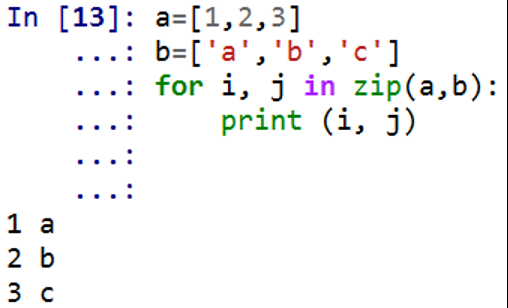 In [13]: a=[1,2,3]
    ...: b=['a','b','c']
    ...: for i, j in zip(a,b):
    ...:     print (i, j)
    ...:
    ...:
1 a
2 b
3 c